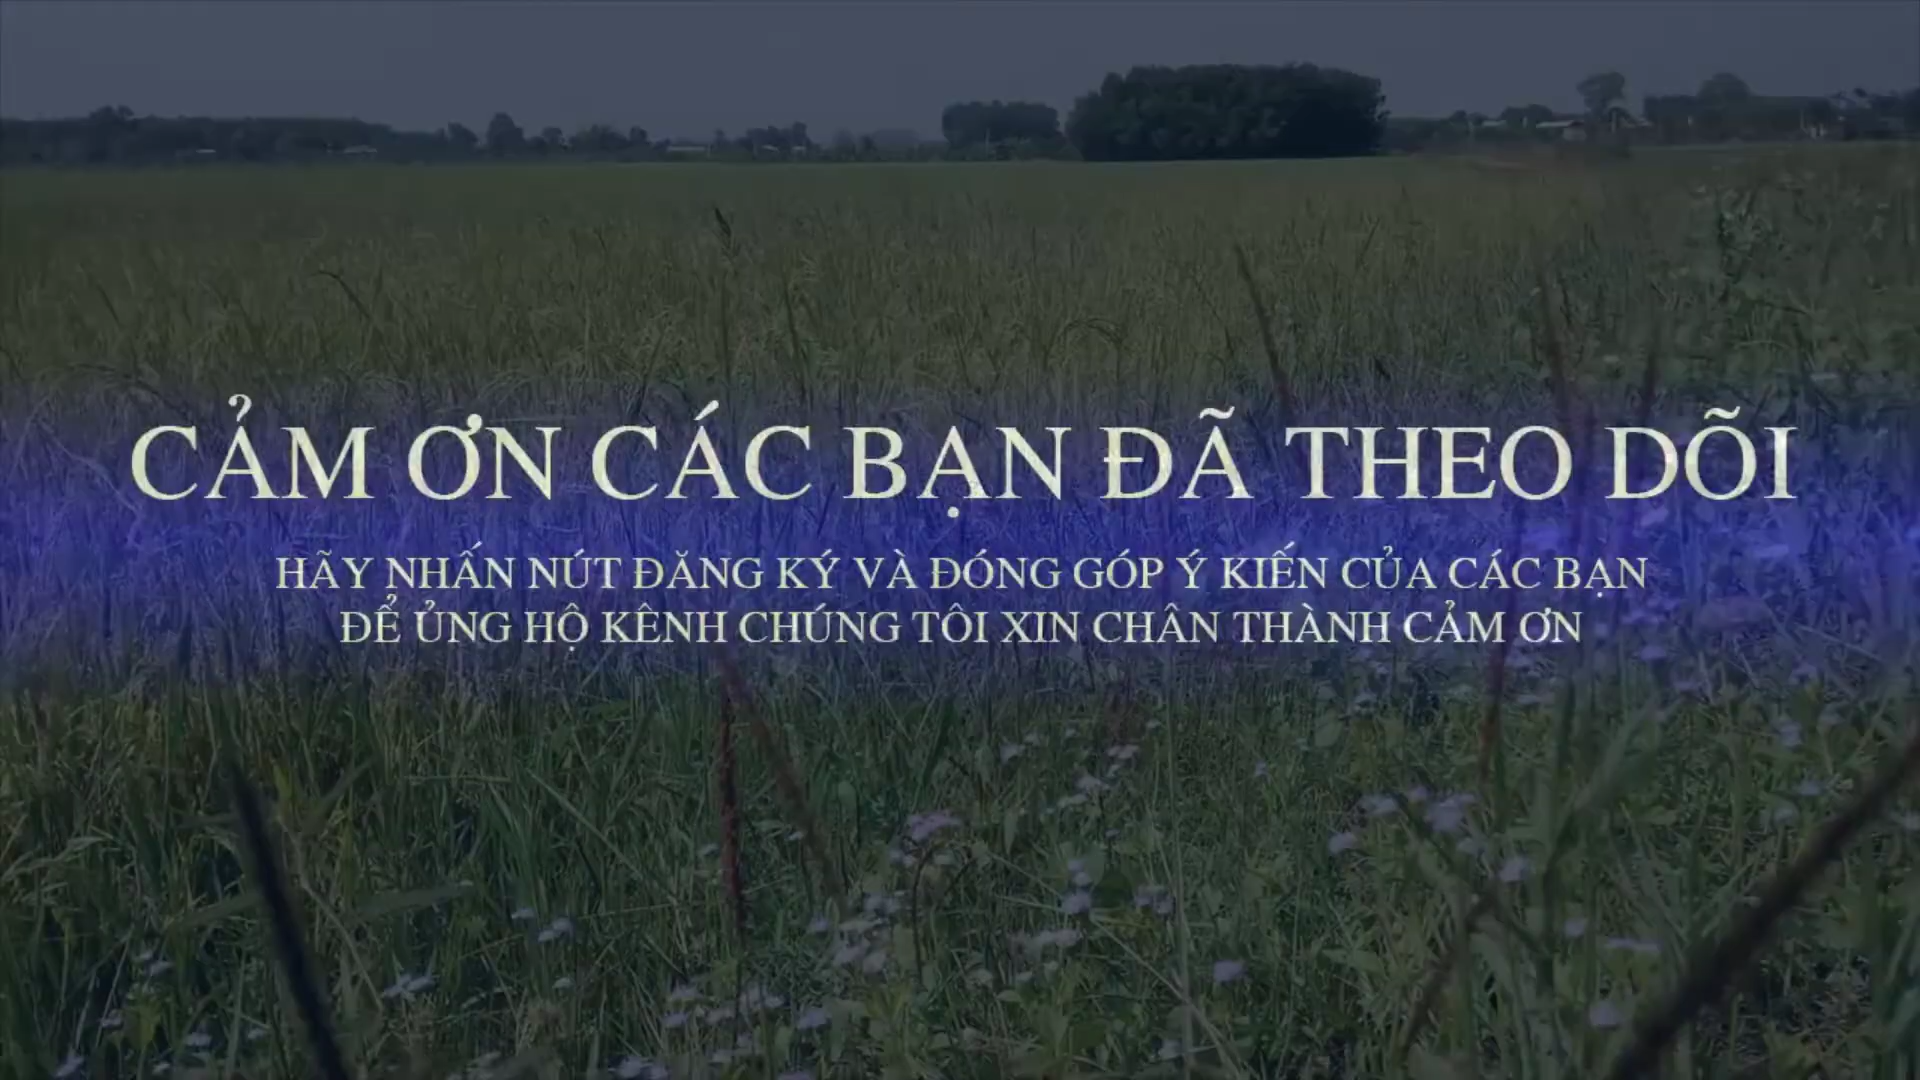 CẢM ƠN CÁC BẠN ĐÃ THEO DÕI
HÃY NHẤN NÚT ĐĂNG KÝ VÀ ĐÓNG GÓP Ý KIẾN CỦA CÁC BẠN
ĐỂ ỦNG HỘ KÊNH CHÚNG TÔI XIN CHÂN THÀNH CẢM ƠN